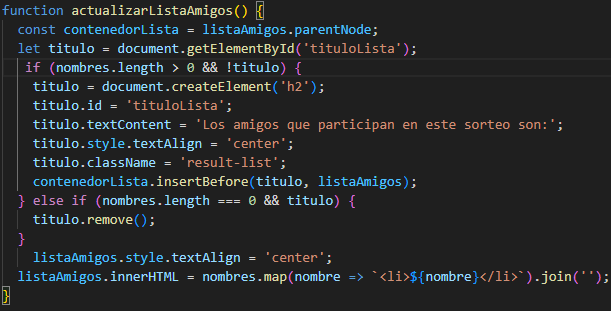 function actualizarListaAmigos() {
  const contenedorLista = listaAmigos.parentNode;
  let titulo = document.getElementById('tituloLista');
   if (nombres.length > 0 && !titulo) {
    titulo = document.createElement('h2');
    titulo.id = 'tituloLista';
    titulo.textContent = 'Los amigos que participan en este sorteo son:';
    titulo.style.textAlign = 'center';
    titulo.className = 'result-list';
    contenedorLista.insertBefore(titulo, listaAmigos);
  } else if (nombres.length === 0 && titulo) {
    titulo.remove();
  }
    listaAmigos.style.textAlign = 'center';
  listaAmigos.innerHTML = nombres.map(nombre => `<li>${nombre}</li>`).join('');
}